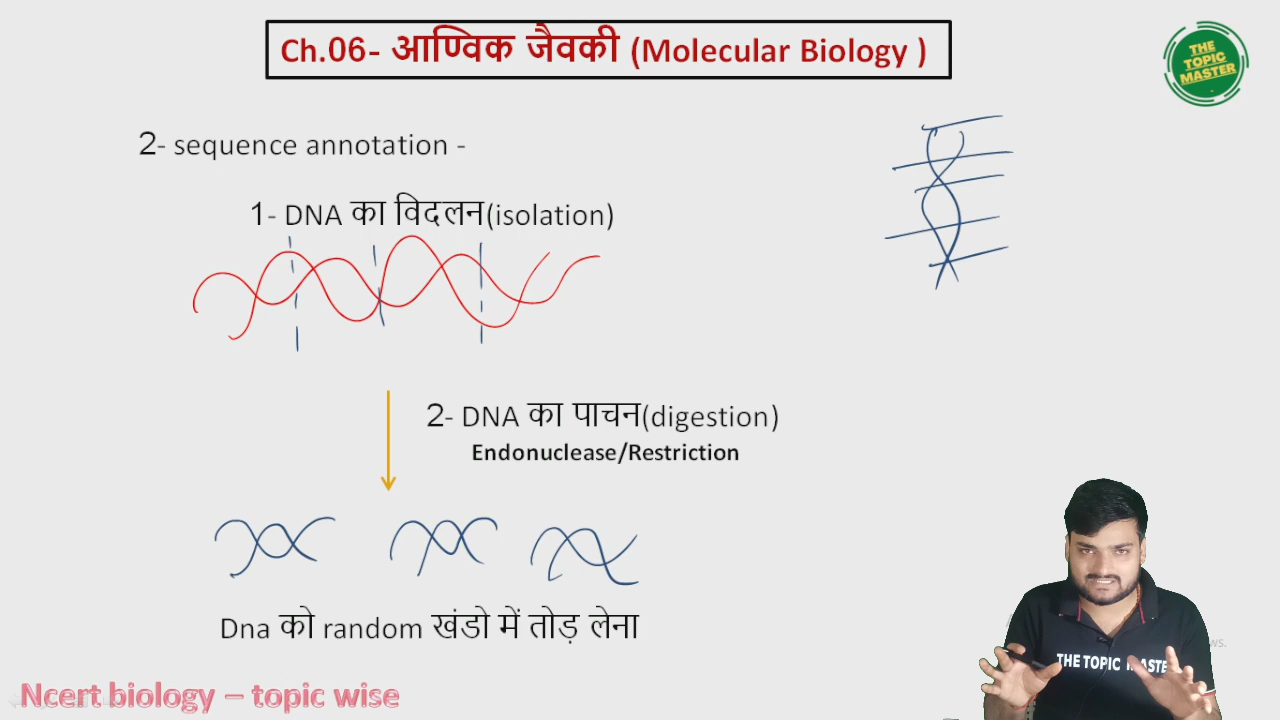 Ch.06- आण्विक जैवकी (Molecular Biology )
THE
TOPIC
MASTER
2- sequence annotation -
1- DNA का विदलन(isolation)
2- DNA का पाचन(digestion)
Endonuclease/Restriction
Dna को random खंडो में तोड़ लेना
THE TOPIC MASTE
Ncert biology – topic wise